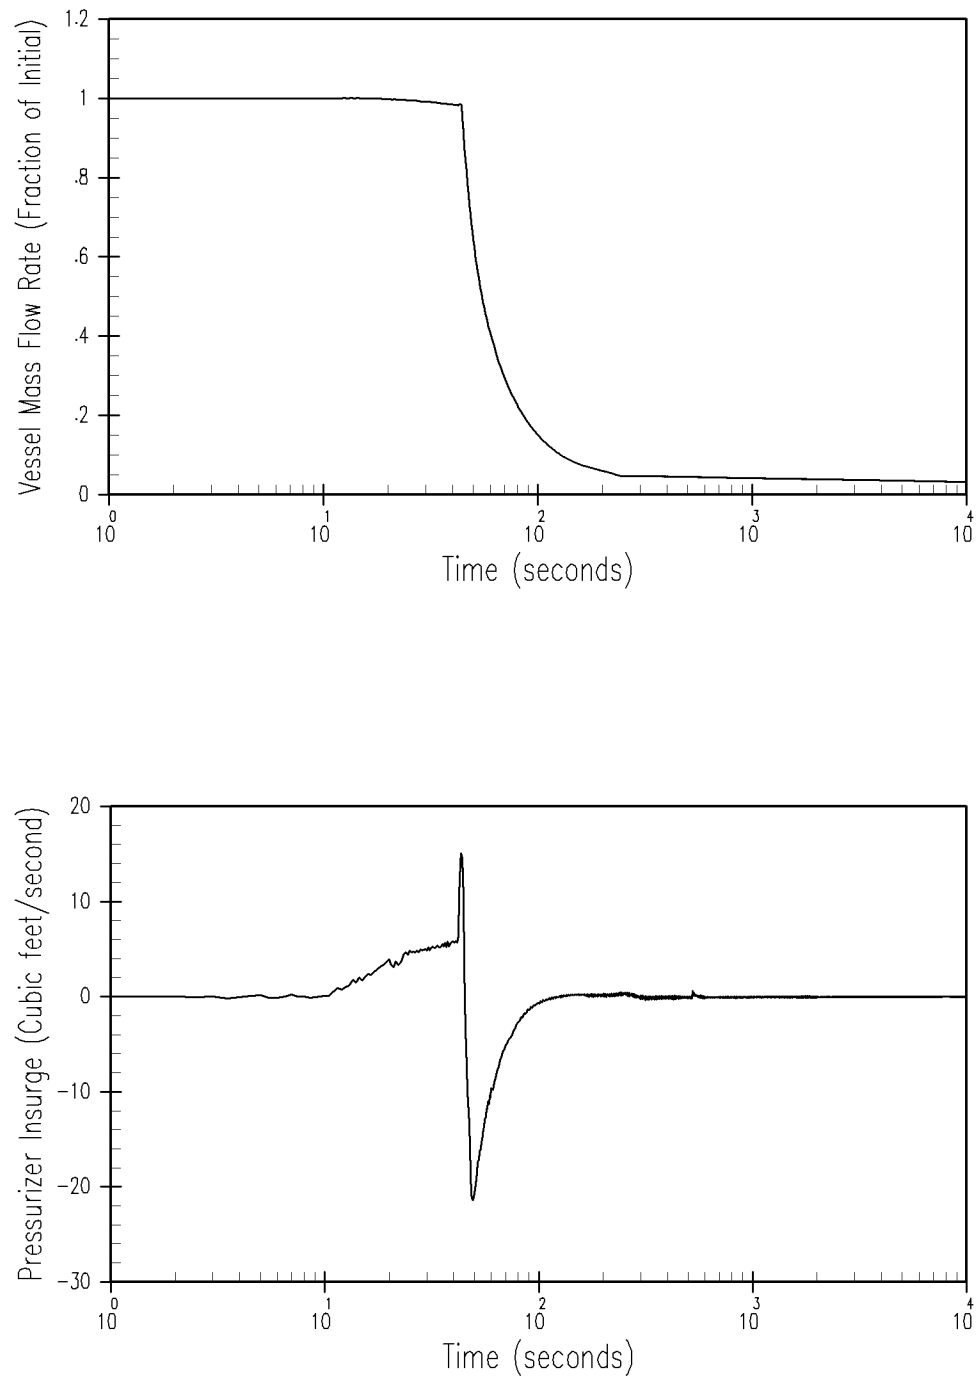 Vessel Mass Flow Rate (Fraction of Initial)
1.2
1
.8
.6
.4
.2
0
10^0 10^1 10^2 10^3 10^4
Time (seconds)
Pressurizer Insurge (Cubic feet/second)
20
10
0
-10
-20
-30
10^0 10^1 10^2 10^3 10^4
Time (seconds)